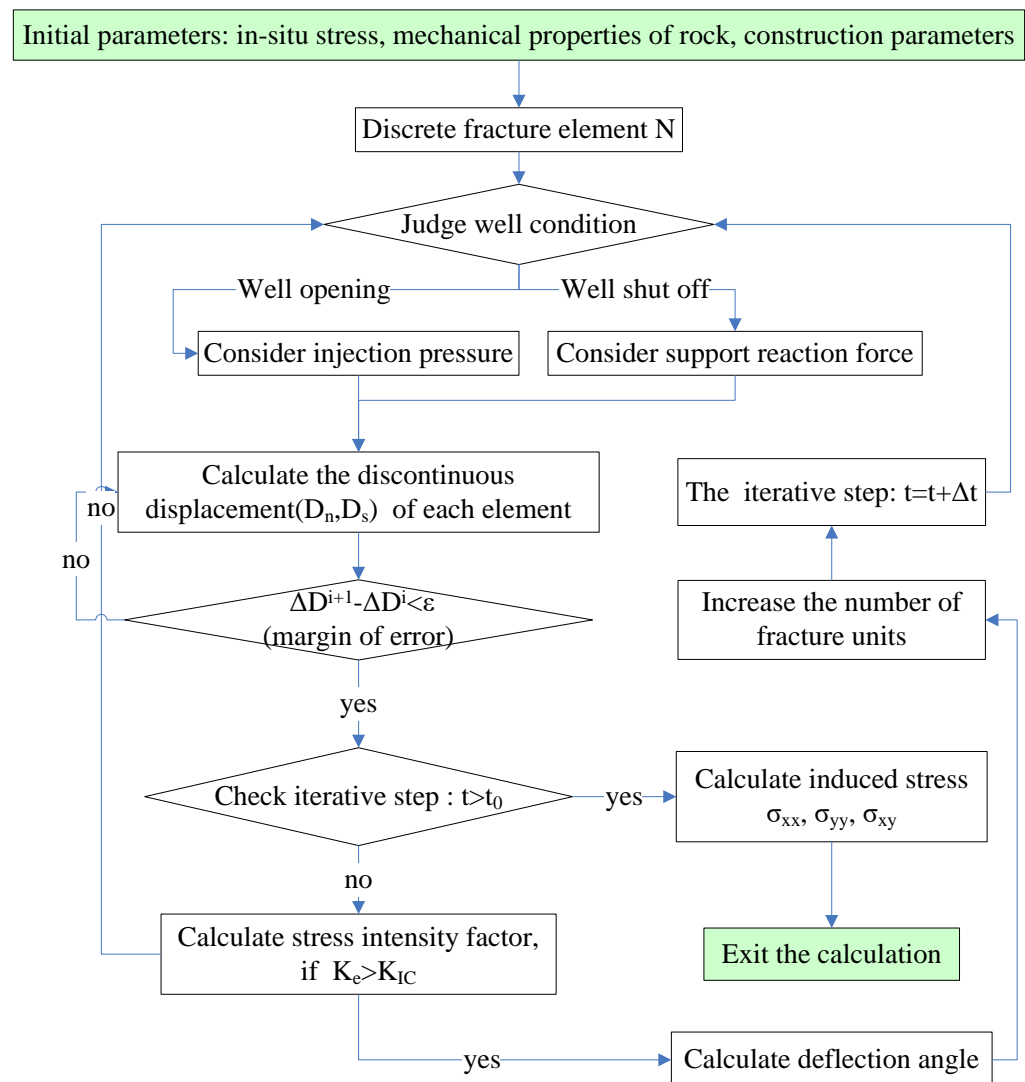 Initial parameters: in-situ stress, mechanical properties of rock, construction parameters
Discrete fracture element N
Judge well condition
Well opening
Well shut off
Consider injection pressure
Consider support reaction force
Calculate the discontinuous
displacement(Dₙ,Dₛ) of each element
The iterative step: t=t+Δt
no
no
ΔDⁱ⁺¹-ΔDⁱ<ε
(margin of error)
Increase the number of
fracture units
yes
Check iterative step : t>t₀
yes
Calculate induced stress
σₓₓ, σyy, σxy
no
Calculate stress intensity factor,
if Kₑ>K_IC
Exit the calculation
yes
Calculate deflection angle